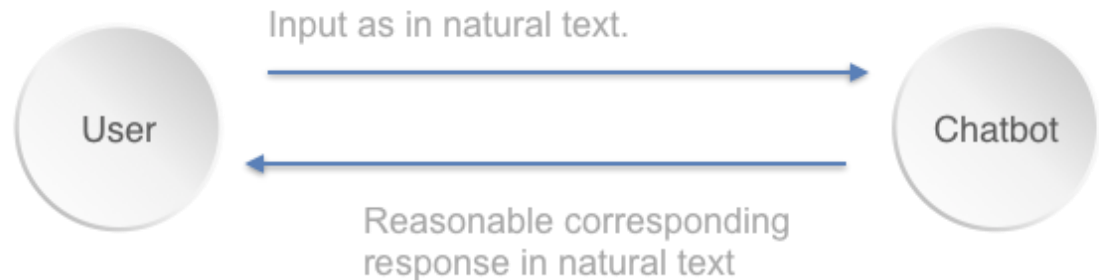 Input as in natural text.
User
Chatbot
Reasonable corresponding
response in natural text